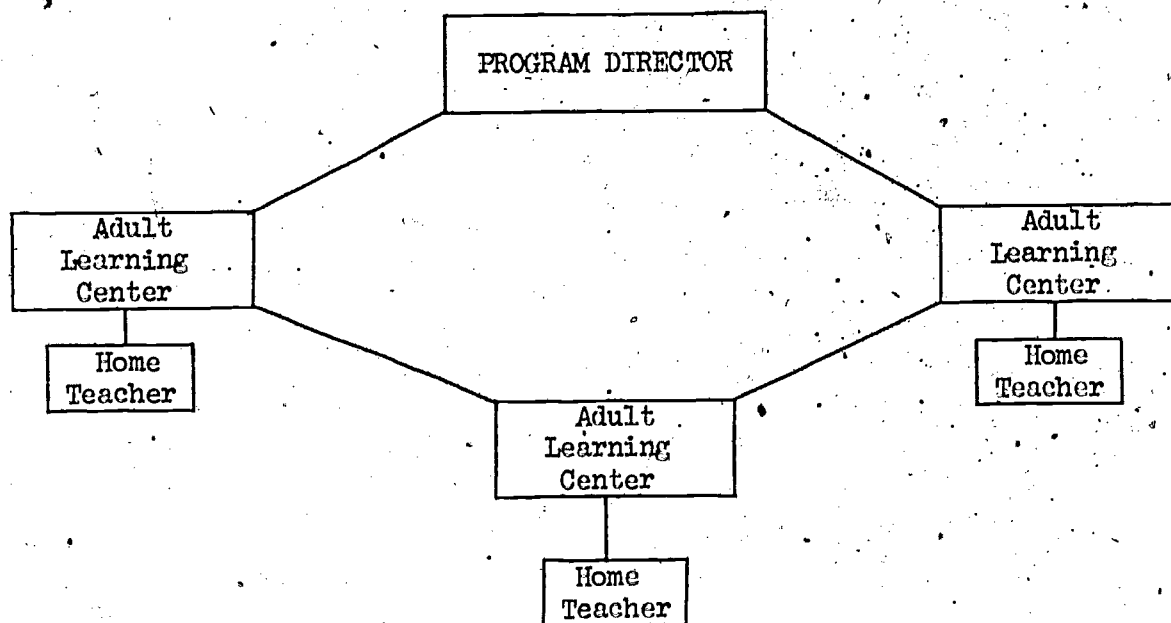 PROGRAM DIRECTOR
Adult
Learning
Center
Home
Teacher
Adult
Learning
Center
Home
Teacher
Adult
Learning
Center
Home
Teacher